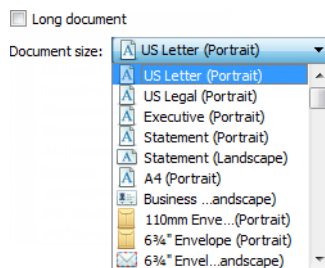 Long document
Document size: US Letter (Portrait)
US Letter (Portrait)
US Legal (Portrait)
Executive (Portrait)
Statement (Portrait)
Statement (Landscape)
A4 (Portrait)
Business ...andscape)
110mm Enve...(Portrait)
6¾" Envelope (Portrait)
6¾" Envel...andscape)